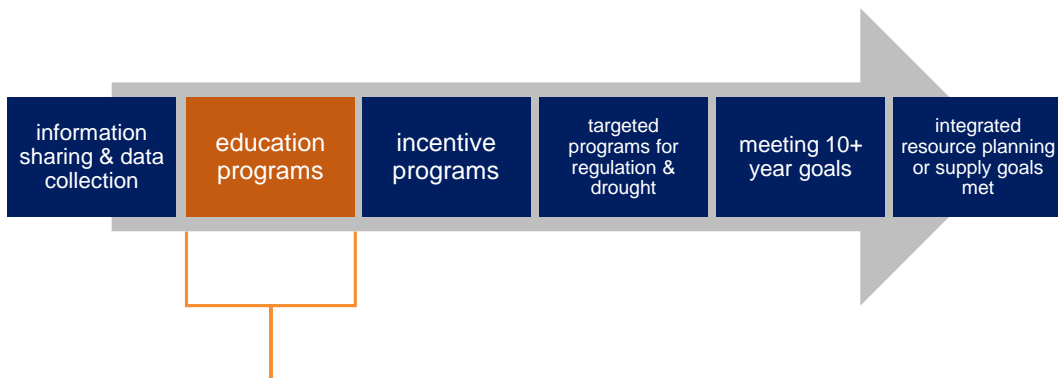 information
sharing & data
collection
education
programs
incentive
programs
targeted
programs for
regulation &
drought
meeting 10+
year goals
integrated
resource planning
or supply goals
met